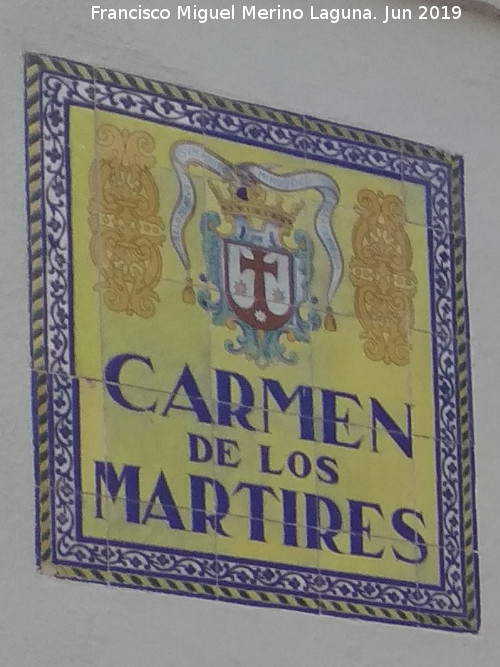 Francisco Miguel Merino Laguna. Jun 2019
CARMEN
DE LOS
MARTIRES